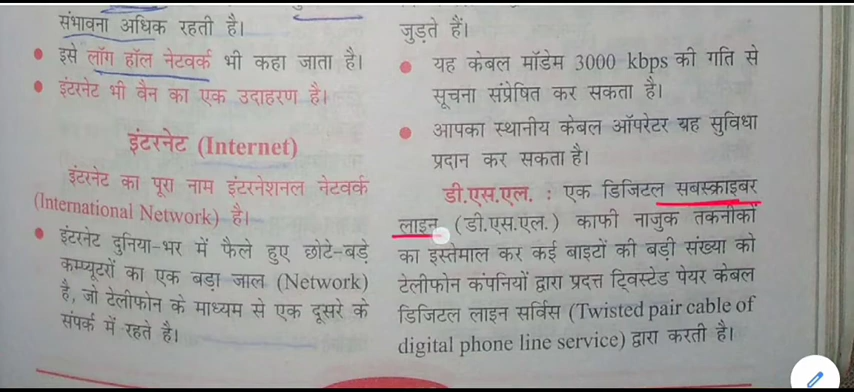 संभावना अधिक रहती है।
इसे लॉग हॉल नेटवर्क भी कहा जाता है।
इंटरनेट भी वैन का एक उदाहरण है।
इंटरनेट (Internet)
इंटरनेट का पूरा नाम इंटरनेशनल नेटवर्क
(International Network) है।
इंटरनेट दुनिया-भर में फैले हुए छोटे-बड़े
कम्प्यूटरों का एक बड़ा जाल (Network)
है, जो टेलीफोन के माध्यम से एक दूसरे के
संपर्क में रहते है।
जुड़ते हैं।
यह केबल मॉडेम 3000 kbps की गति से
सूचना संप्रेषित कर सकता है।
आपका स्थानीय केबल ऑपरेटर यह सुविधा
प्रदान कर सकता है।
डी.एस.एल. : एक डिजिटल सबस्क्राइबर
लाइन (डी.एस.एल.) काफी नाजुक तकनीकों
का इस्तेमाल कर कई बाइटों की बड़ी संख्या को
टेलीफोन कंपनियों द्वारा प्रदत्त ट्विस्टेड पेयर केबल
डिजिटल लाइन सर्विस (Twisted pair cable of
digital phone line service) द्वारा करती है।